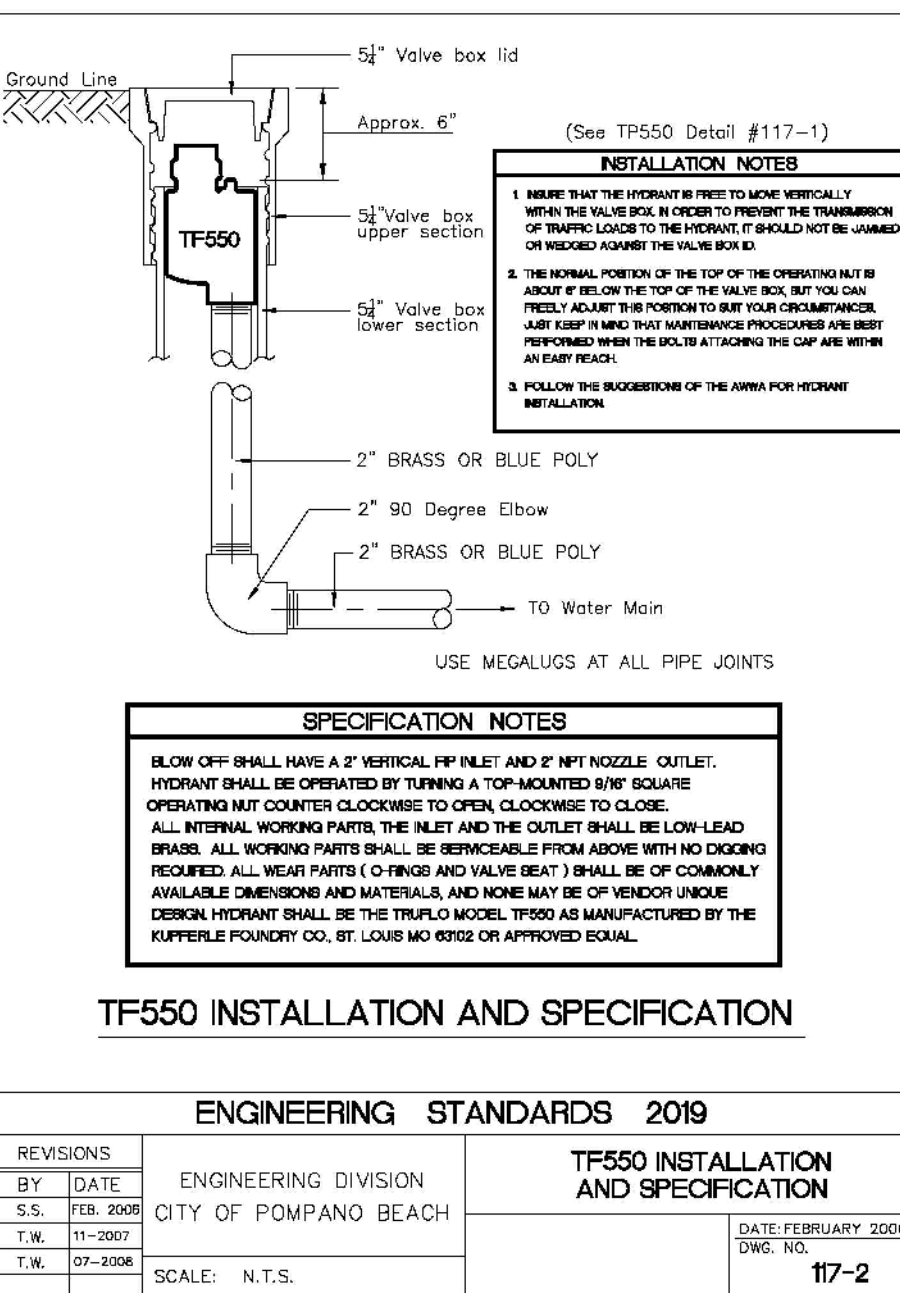 5¼" Valve box lid
Ground Line
Approx. 6"
(See TP550 Detail #117-1)
INSTALLATION NOTES
1. INSURE THAT THE HYDRANT IS FREE TO MOVE VERTICALLY
WITHIN THE VALVE BOX. IN ORDER TO PREVENT THE TRANSMISSION
OF TRAFFIC LOADS TO THE HYDRANT, IT SHOULD NOT BE JAMMED
OR WEDGED AGAINST THE VALVE BOX ID.
2. THE NORMAL POSITION OF THE TOP OF THE OPERATING NUT IS
ABOUT 6" BELOW THE TOP OF THE VALVE BOX, BUT YOU CAN
FREELY ADJUST THIS POSITION TO SUIT YOUR CIRCUMSTANCES.
JUST KEEP IN MIND THAT MAINTENANCE PROCEDURES ARE BEST
PERFORMED WHEN THE BOLTS ATTACHING THE CAP ARE WITHIN
AN EASY REACH.
3. FOLLOW THE SUGGESTIONS OF THE AWWA FOR HYDRANT
INSTALLATION.
TF550
5¼"Valve box
upper section
5¼" Valve box
lower section
2" BRASS OR BLUE POLY
2" 90 Degree Elbow
2" BRASS OR BLUE POLY
TO Water Main
USE MEGALUGS AT ALL PIPE JOINTS
SPECIFICATION NOTES
BLOW OFF SHALL HAVE A 2" VERTICAL FIP INLET AND 2" NPT NOZZLE OUTLET.
HYDRANT SHALL BE OPERATED BY TURNING A TOP-MOUNTED 9/16" SQUARE
OPERATING NUT COUNTER CLOCKWISE TO OPEN, CLOCKWISE TO CLOSE.
ALL INTERNAL WORKING PARTS, THE INLET AND THE OUTLET SHALL BE LOW-LEAD
BRASS. ALL WORKING PARTS SHALL BE SERVICEABLE FROM ABOVE WITH NO DIGGING
REQUIRED. ALL WEAR PARTS ( O-RINGS AND VALVE SEAT ) SHALL BE OF COMMONLY
AVAILABLE DIMENSIONS AND MATERIALS, AND NONE MAY BE OF VENDOR UNIQUE
DESIGN. HYDRANT SHALL BE THE TRUFLO MODEL TF550 AS MANUFACTURED BY THE
KUPFERLE FOUNDRY CO., ST. LOUIS MO 63102 OR APPROVED EQUAL.
TF550 INSTALLATION AND SPECIFICATION
ENGINEERING STANDARDS 2019
REVISIONS
BY DATE
S.S. FEB. 2006
T.W. 11-2007
T.W. 07-2008
ENGINEERING DIVISION
CITY OF POMPANO BEACH
SCALE: N.T.S.
TF550 INSTALLATION
AND SPECIFICATION
DATE: FEBRUARY
DWG. NO.
117-2